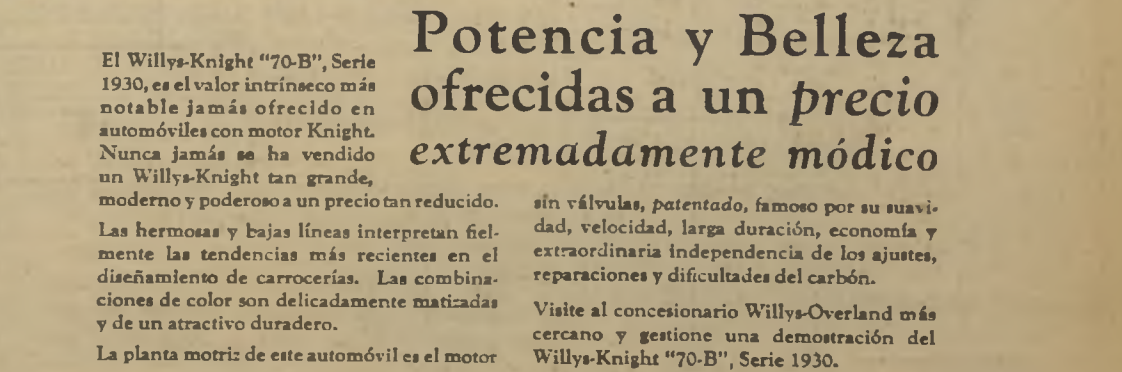 Potencia y Belleza
ofrecidas a un precio
extremadamente módico
El Willys-Knight “70-B”, Serie
1930, es el valor intrínseco más
notable jamás ofrecido en
automóviles con motor Knight.
Nunca jamás se ha vendido
un Willys-Knight tan grande,
moderno y poderoso a un precio tan reducido.
Las hermosas y bajas líneas interpretan fiel-
mente las tendencias más recientes en el
diseñamiento de carrocerías. Las combina-
ciones de color son delicadamente matizadas
y de un atractivo duradero.
La planta motriz de este automóvil es el motor
sin válvulas, patentado, famoso por su suavi-
dad, velocidad, larga duración, economía y
extraordinaria independencia de los ajustes,
reparaciones y dificultades del carbón.
Visite al concesionario Willys-Overland más
cercano y gestione una demostración del
Willys-Knight “70-B”, Serie 1930.